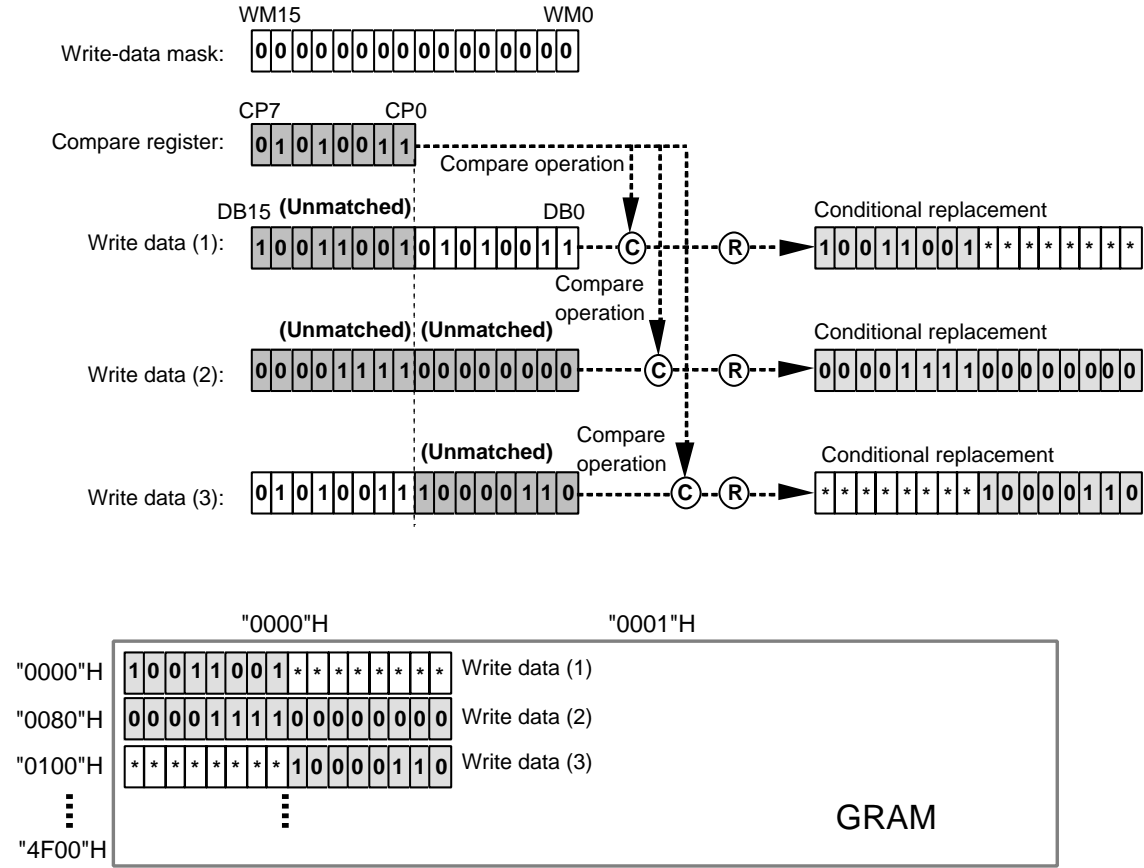 WM15 WM0
Write-data mask: 0 0 0 0 0 0 0 0 0 0 0 0 0 0 0 0
CP7 CP0
Compare register: 0 1 0 1 0 0 1 1
Compare operation
DB15 (Unmatched) DB0 Conditional replacement
Write data (1): 1 0 0 1 1 0 0 1 0 1 0 1 0 0 1 1 C R 1 0 0 1 1 0 0 1 * * * * * * * *
Compare
operation
(Unmatched) (Unmatched) Conditional replacement
Write data (2): 0 0 0 0 1 1 1 1 0 0 0 0 0 0 0 0 C R 0 0 0 0 1 1 1 1 0 0 0 0 0 0 0 0
Compare
operation
(Unmatched) Conditional replacement
Write data (3): 0 1 0 1 0 0 1 1 1 0 0 0 0 1 1 0 C R * * * * * * * * 1 0 0 0 0 1 1 0
"0000"H "0001"H
"0000"H 1 0 0 1 1 0 0 1 * * * * * * * * Write data (1)
"0080"H 0 0 0 0 1 1 1 1 0 0 0 0 0 0 0 0 Write data (2)
"0100"H * * * * * * * * 1 0 0 0 0 1 1 0 Write data (3)
GRAM
"4F00"H